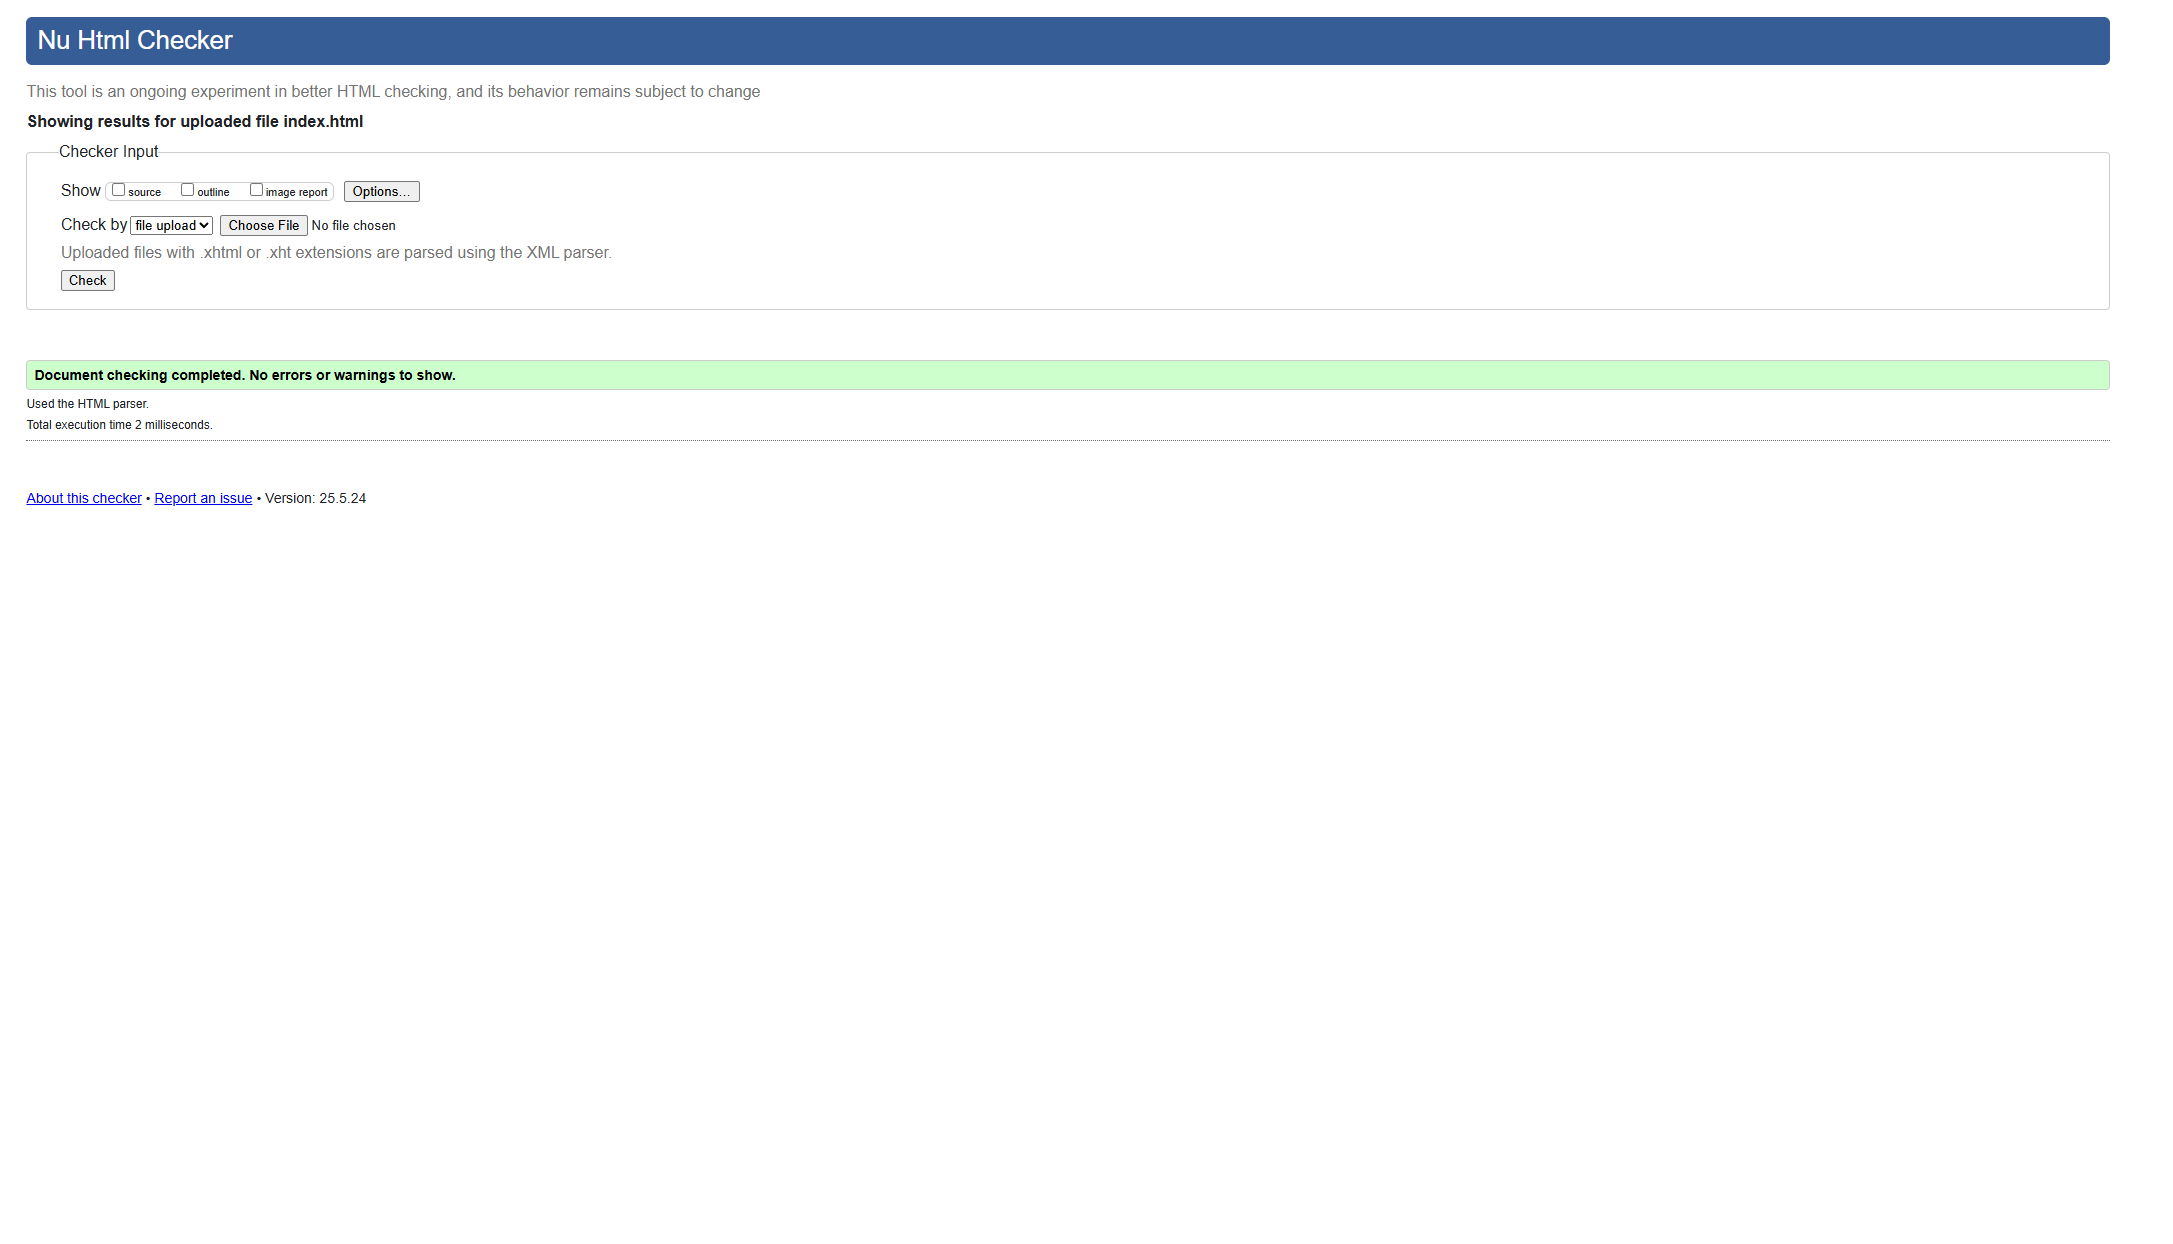 Nu Html Checker
This tool is an ongoing experiment in better HTML checking, and its behavior remains subject to change
Showing results for uploaded file index.html
Checker Input
Show source outline image report Options...
Check by file upload Choose File No file chosen
Uploaded files with .xhtml or .xht extensions are parsed using the XML parser.
Check
Document checking completed. No errors or warnings to show.
Used the HTML parser.
Total execution time 2 milliseconds.
About this checker • Report an issue • Version: 25.5.24